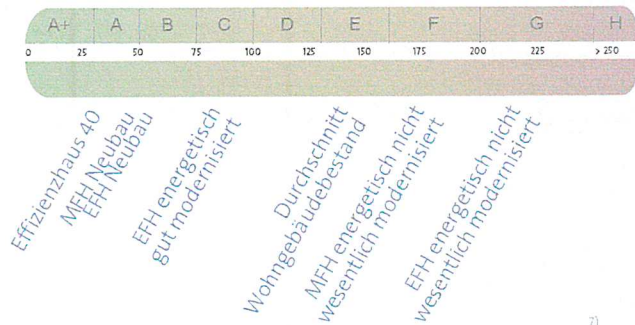 A+ A B C D E F G H
0 25 50 75 100 125 150 175 200 225 > 250
Effizienzhaus 40
MFH Neubau
EFH Neubau
EFH energetisch
gut modernisiert
Durchschnitt
Wohngebäudebestand
MFH energetisch nicht
wesentlich modernisiert
EFH energetisch nicht
wesentlich modernisiert
7)